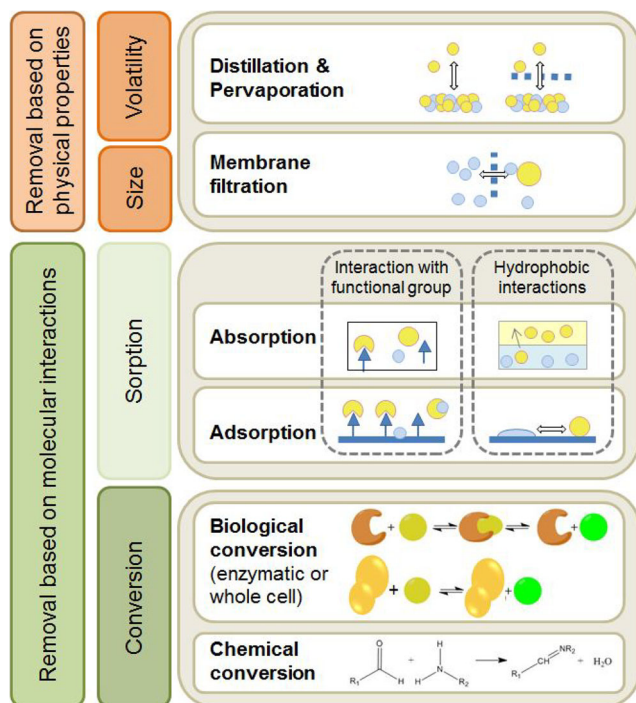 Removal based on
physical properties
Volatility
Size
Distillation &
Pervaporation
Membrane
filtration
Removal based on molecular interactions
Sorption
Conversion
Interaction with
functional group
Hydrophobic
interactions
Absorption
Adsorption
Biological
conversion
(enzymatic or
whole cell)
+ ⇌ ⇌ +
+ ⇌ +
Chemical
conversion
O
R₁ H
+
H
N
H R₂
→
NR₂
CH
R₁
+ H₂O